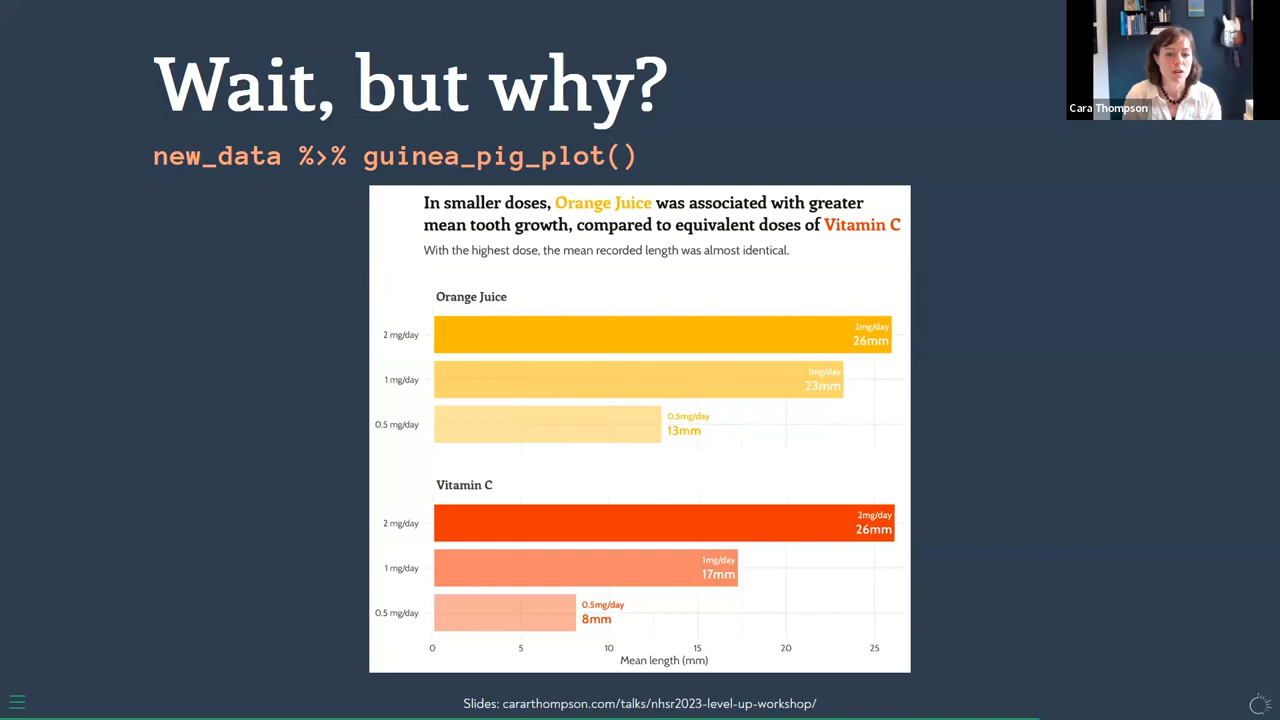 Wait, but why?
Cara Thompson
new_data %>% guinea_pig_plot()
In smaller doses, Orange Juice was associated with greater
mean tooth growth, compared to equivalent doses of Vitamin C
With the highest dose, the mean recorded length was almost identical.
Orange Juice
2 mg/day
2mg/day
26mm
1 mg/day
1mg/day
23mm
0.5 mg/day
0.5mg/day
13mm
Vitamin C
2 mg/day
2mg/day
26mm
1 mg/day
1mg/day
17mm
0.5 mg/day
0.5mg/day
8mm
0 5 10 15 20 25
Mean length (mm)
Slides: cararthompson.com/talks/nhsr2023-level-up-workshop/